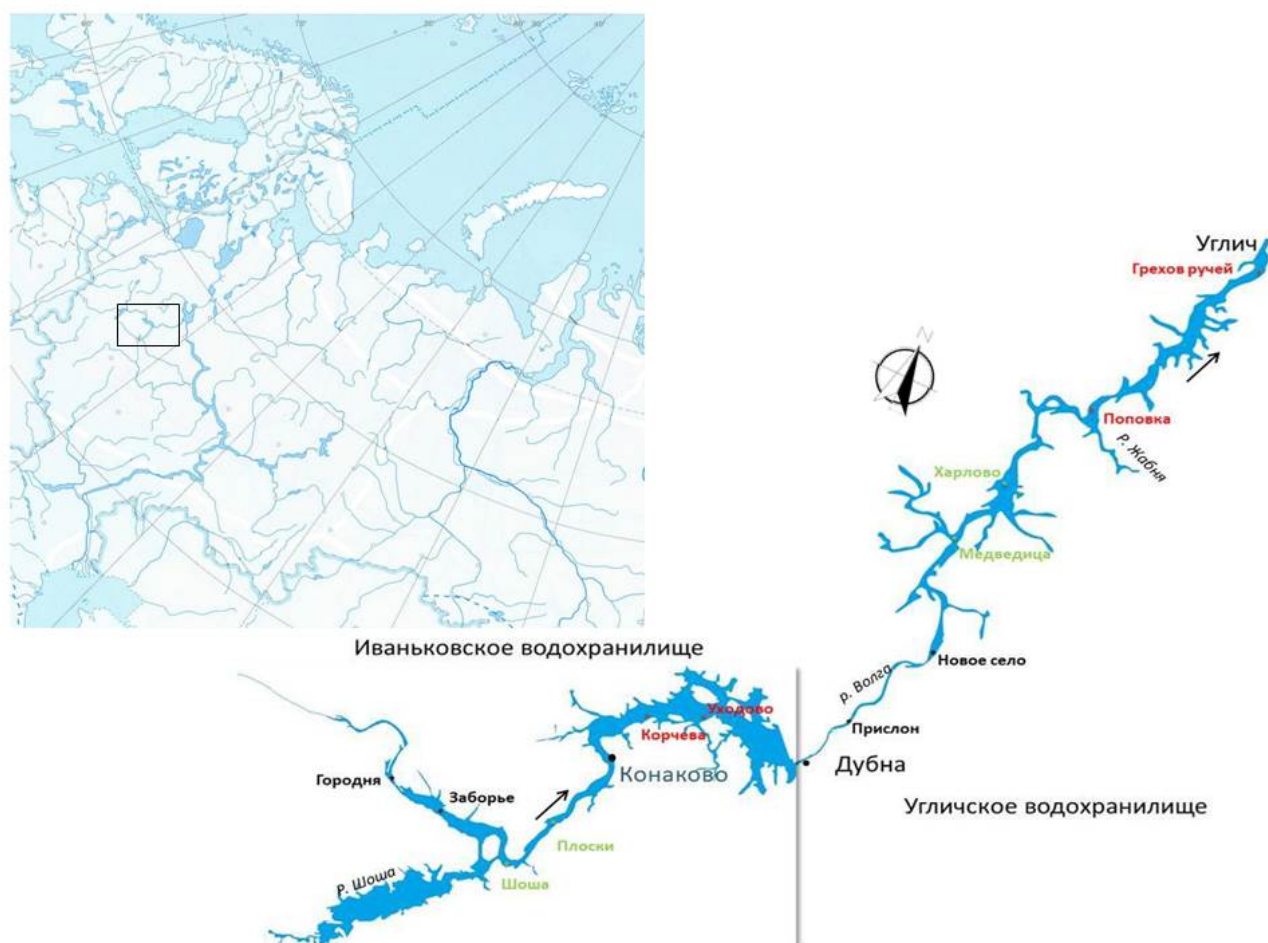 Углич
Грехов ручей
N
Поповка
Р. Жабня
Харлово
Медведица
Иваньковское водохранилище
Новое село
р. Волга
Уходово
Прислон
Корчева
Дубна
Конаково
Городня
Заборье
Угличское водохранилище
Плоски
Р. Шоша
Шоша